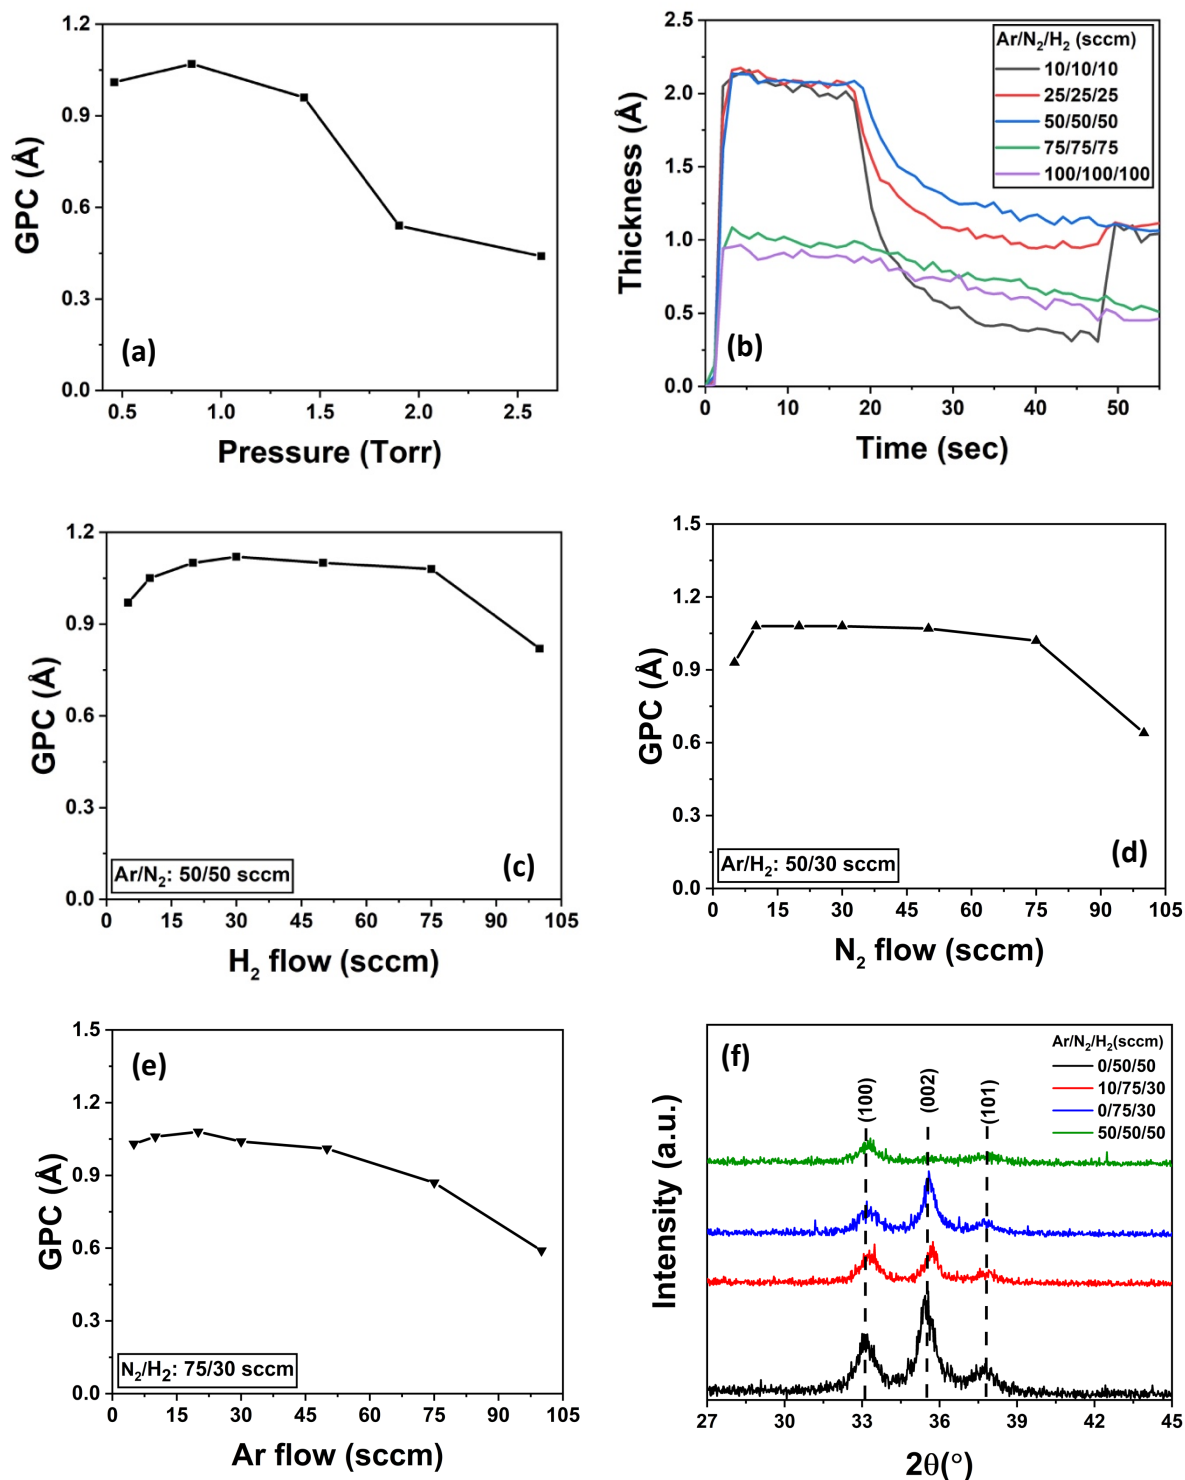 1.2
0.9
0.6
0.3
0.0
GPC (Å)
(a)
0.5 1.0 1.5 2.0 2.5
Pressure (Torr)
2.5
2.0
1.5
1.0
0.5
0.0
Thickness (Å)
Ar/N₂/H₂ (sccm)
10/10/10
25/25/25
50/50/50
75/75/75
100/100/100
(b)
0 10 20 30 40 50
Time (sec)
1.2
0.9
0.6
0.3
0.0
GPC (Å)
Ar/N₂: 50/50 sccm
(c)
0 15 30 45 60 75 90 105
H₂ flow (sccm)
1.5
1.2
0.9
0.6
0.3
0.0
GPC (Å)
Ar/H₂: 50/30 sccm
(d)
0 15 30 45 60 75 90 105
N₂ flow (sccm)
1.5
1.2
0.9
0.6
0.3
0.0
GPC (Å)
(e)
N₂/H₂: 75/30 sccm
0 15 30 45 60 75 90 105
Ar flow (sccm)
(f)
Intensity (a.u.)
(100)
(002)
(101)
Ar/N₂/H₂(sccm)
0/50/50
10/75/30
0/75/30
50/50/50
27 30 33 36 39 42 45
2θ(°)